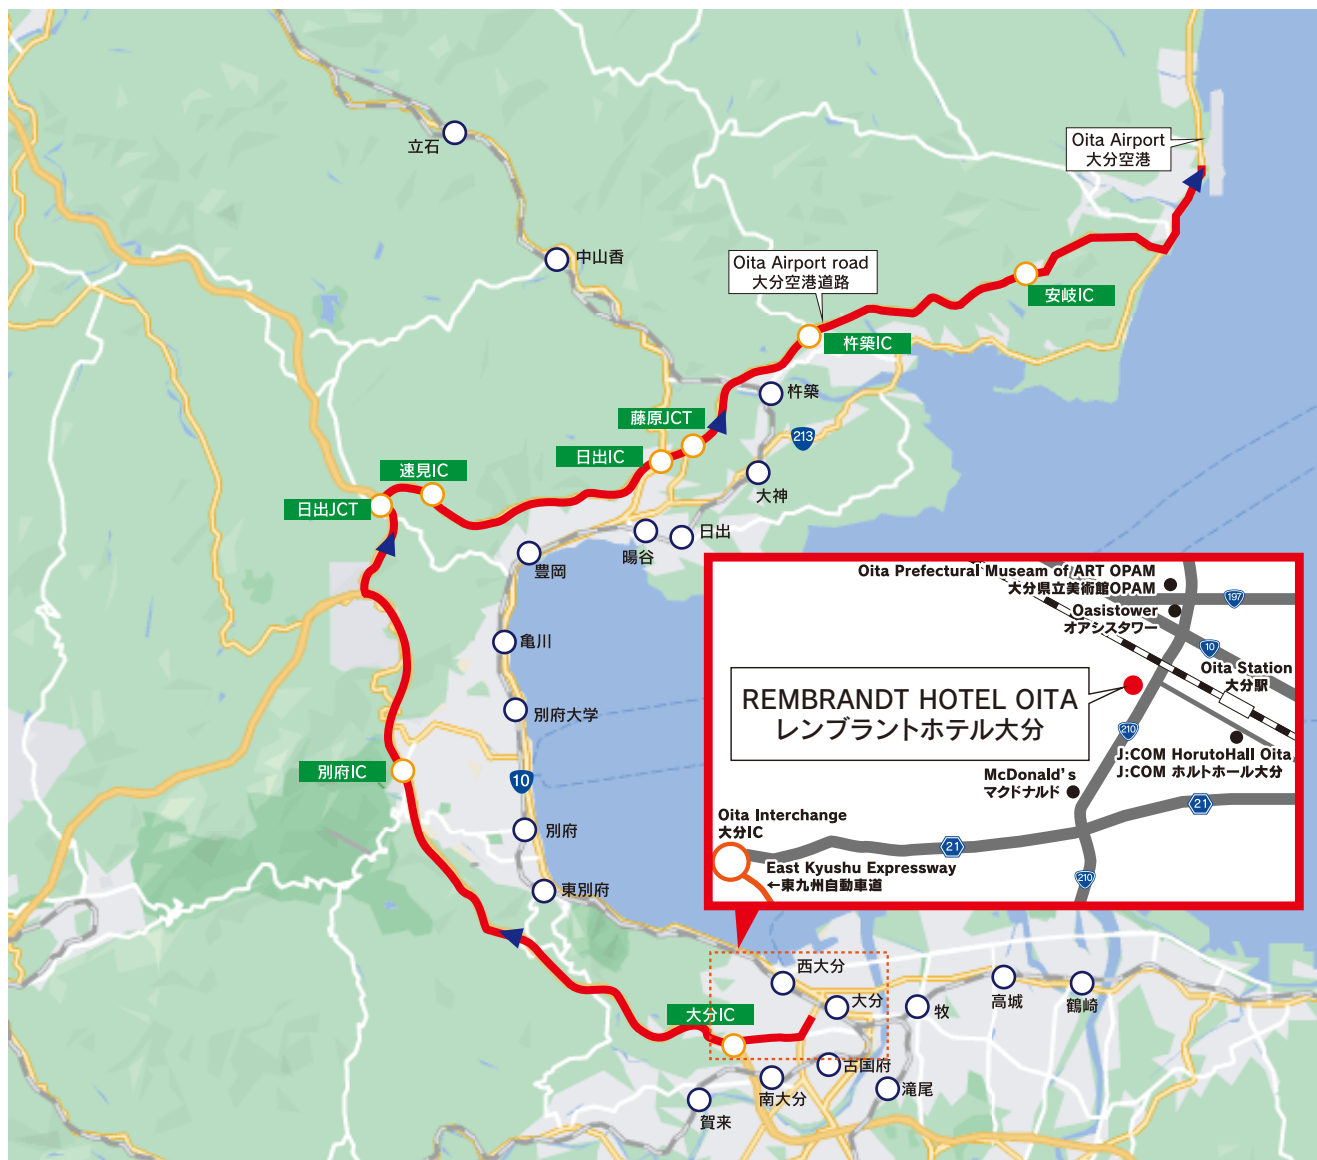 立石
Oita Airport
大分空港
中山香
Oita Airport road
大分空港道路
安岐IC
杵築IC
杵築
藤原JCT
213
日出IC
速見IC
大神
日出JCT
日出
暘谷
豊岡
亀川
別府大学
別府IC
10
別府
東別府
Oita Prefectural Museam of ART OPAM
大分県立美術館OPAM
197
Oasistower
オアシスタワー
10
Oita Station
大分駅
REMBRANDT HOTEL OITA
レンブラントホテル大分
210
J:COM HorutoHall Oita
J:COM ホルトホール大分
McDonald's
マクドナルド
21
Oita Interchange
大分IC
21
East Kyushu Expressway
←東九州自動車道
210
西大分
大分IC
大分
牧
高城
鶴崎
古国府
南大分
滝尾
賀来